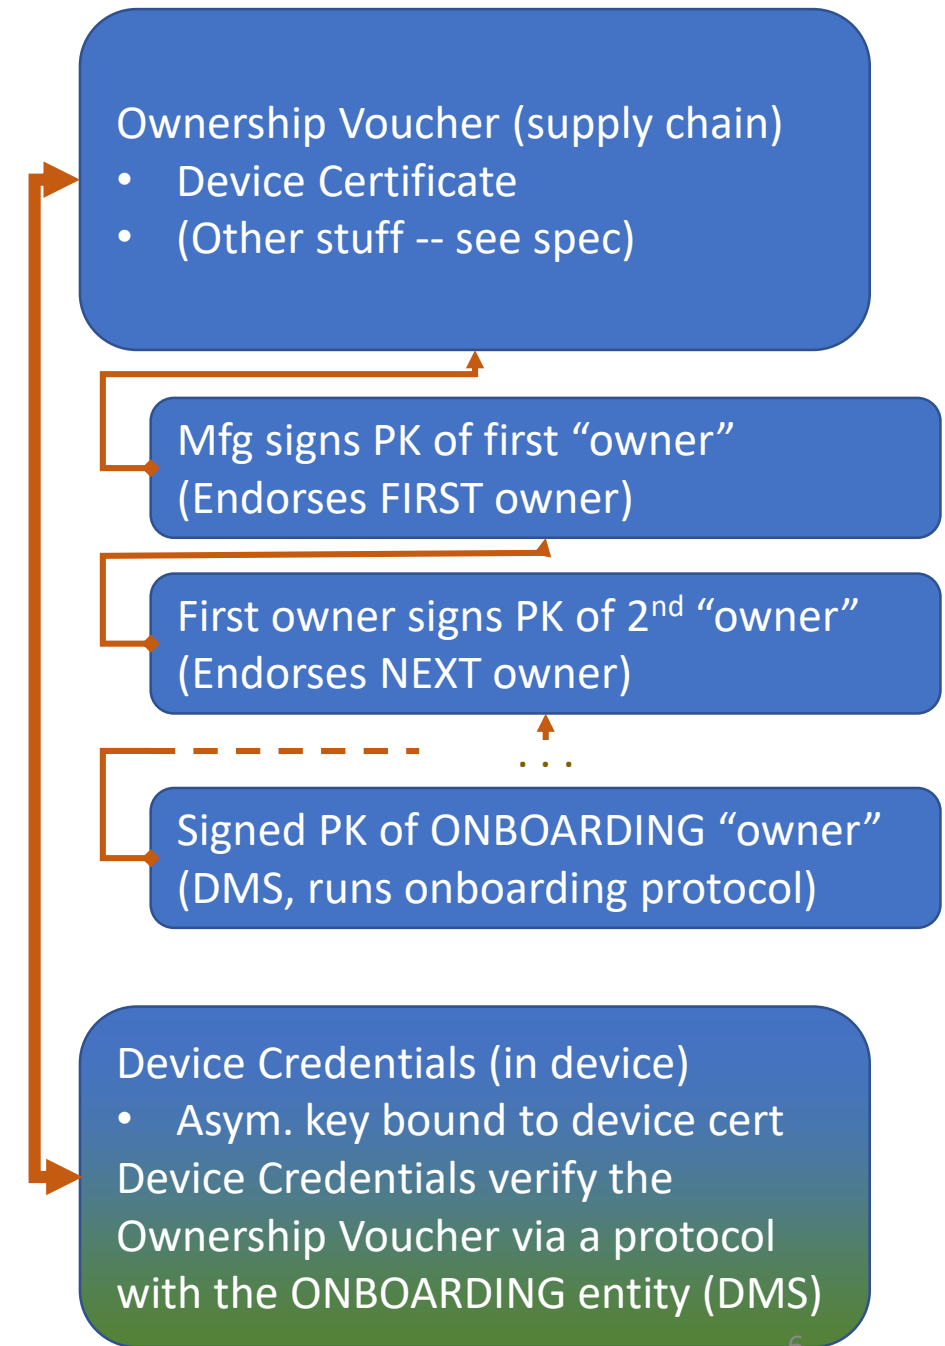 Ownership Voucher (supply chain)
• Device Certificate
• (Other stuff -- see spec)
Mfg signs PK of first “owner”
(Endorses FIRST owner)
First owner signs PK of 2nd “owner”
(Endorses NEXT owner)
. . .
Signed PK of ONBOARDING “owner”
(DMS, runs onboarding protocol)
Device Credentials (in device)
• Asym. key bound to device cert
Device Credentials verify the
Ownership Voucher via a protocol
with the ONBOARDING entity (DMS)
6